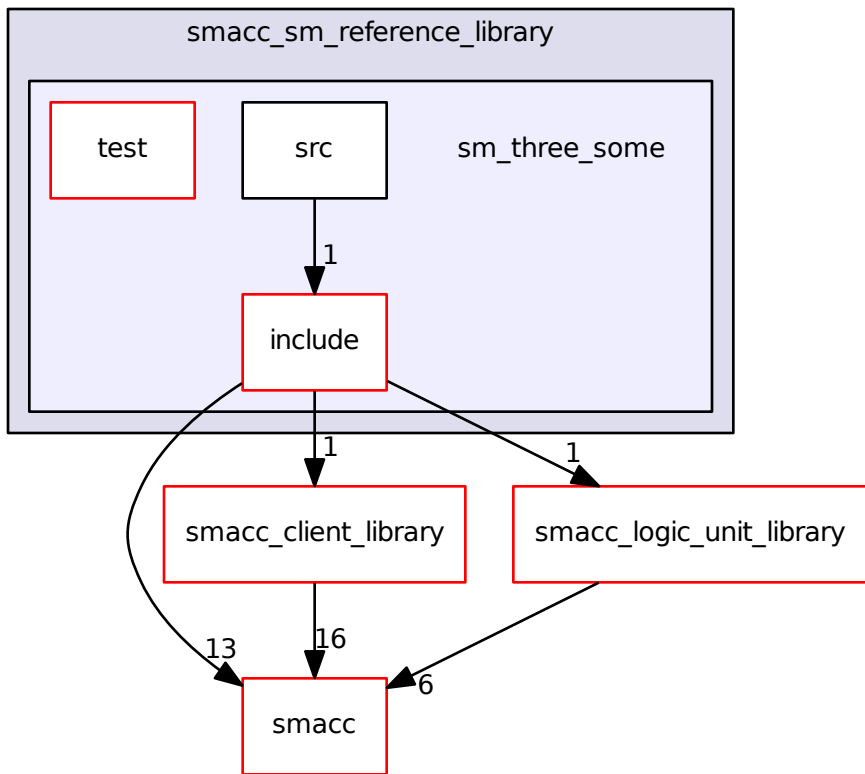 smacc_sm_reference_library
test
src
sm_three_some
1
include
1
1
smacc_client_library
smacc_logic_unit_library
13
16
6
smacc